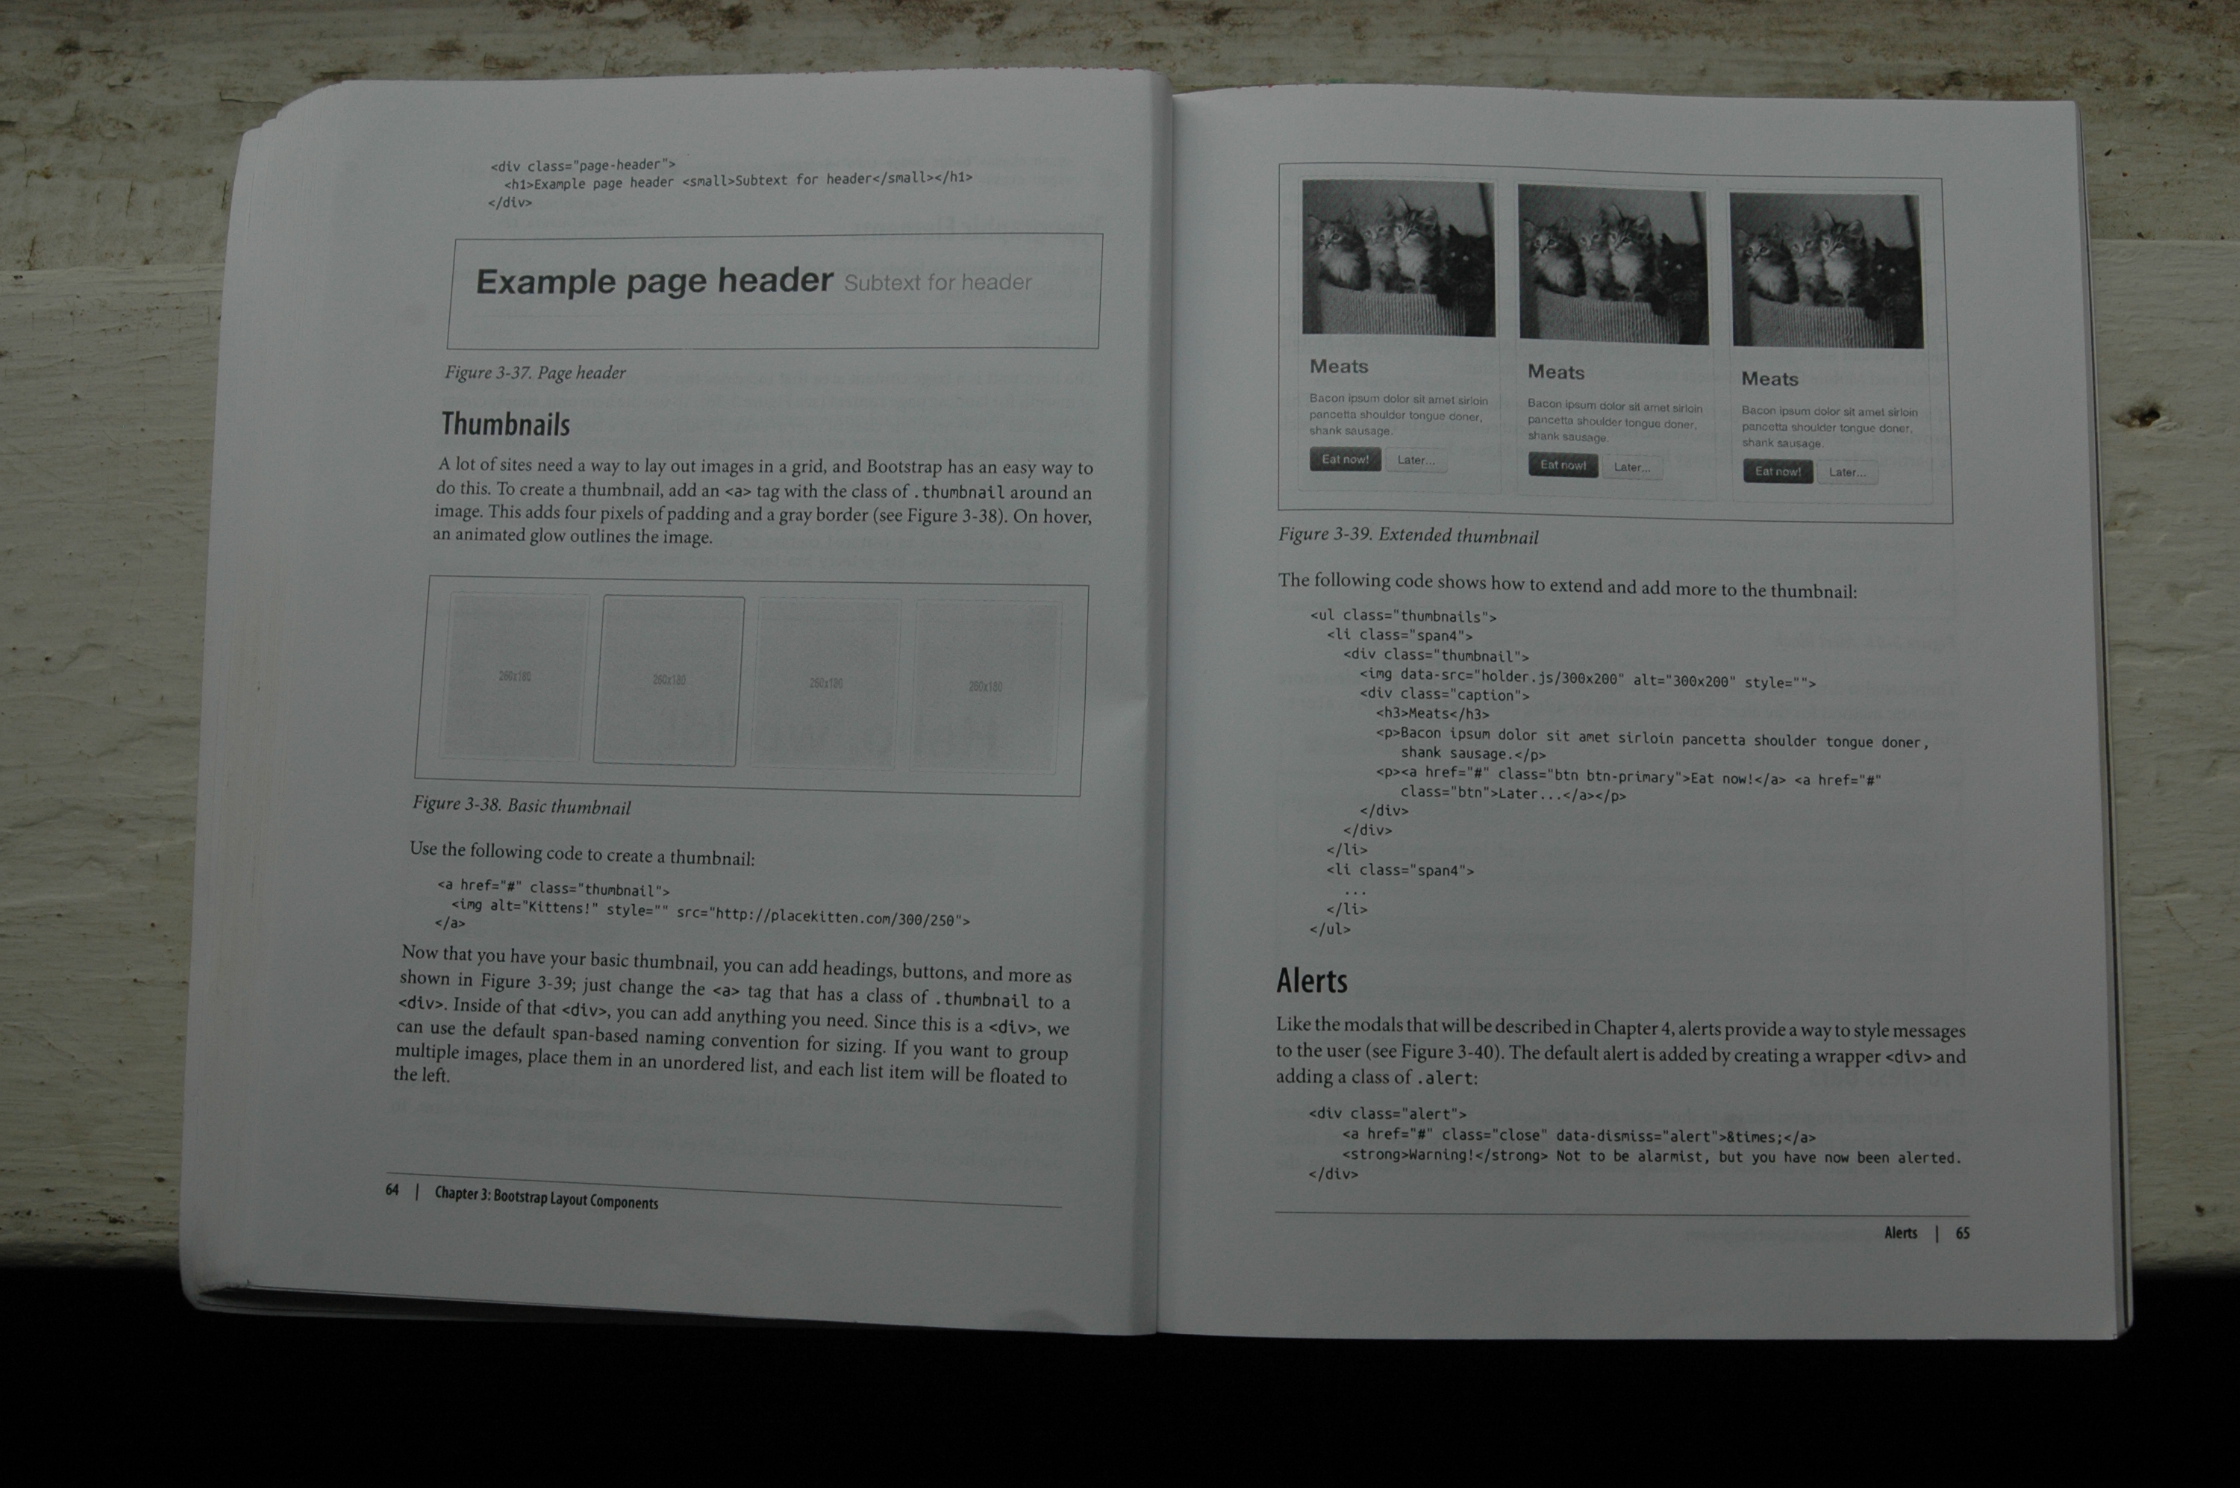 <div class="page-header">
<h1>Example page header <small>Subtext for header</small></h1>
</div>
Example page header Subtext for header
Figure 3-37. Page header
Thumbnails
A lot of sites need a way to lay out images in a grid, and Bootstrap has an easy way to
do this. To create a thumbnail, add an <a> tag with the class of .thumbnail around an
image. This adds four pixels of padding and a gray border (see Figure 3-38). On hover,
an animated glow outlines the image.
260x180 260x180 260x180 260x180
Figure 3-38. Basic thumbnail
Use the following code to create a thumbnail:
<a href="#" class="thumbnail">
<img alt="Kittens!" style="" src="http://placekitten.com/300/250">
</a>
Now that you have your basic thumbnail, you can add headings, buttons, and more as
shown in Figure 3-39; just change the <a> tag that has a class of .thumbnail to a
<div>. Inside of that <div>, you can add anything you need. Since this is a <div>, we
can use the default span-based naming convention for sizing. If you want to group
multiple images, place them in an unordered list, and each list item will be floated to
the left.
64 | Chapter 3: Bootstrap Layout Components
Meats
Bacon ipsum dolor sit amet sirloin
pancetta shoulder tongue doner,
shank sausage.
Eat now! Later...
Meats
Bacon ipsum dolor sit amet sirloin
pancetta shoulder tongue doner,
shank sausage.
Eat now! Later...
Meats
Bacon ipsum dolor sit amet sirloin
pancetta shoulder tongue doner,
shank sausage.
Eat now! Later...
Figure 3-39. Extended thumbnail
The following code shows how to extend and add more to the thumbnail:
<ul class="thumbnails">
<li class="span4">
<div class="thumbnail">
<img data-src="holder.js/300x200" alt="300x200" style="">
<div class="caption">
<h3>Meats</h3>
<p>Bacon ipsum dolor sit amet sirloin pancetta shoulder tongue doner,
shank sausage.</p>
<p><a href="#" class="btn btn-primary">Eat now!</a> <a href="#"
class="btn">Later...</a></p>
</div>
</div>
</li>
<li class="span4">
...
</li>
</ul>
Alerts
Like the modals that will be described in Chapter 4, alerts provide a way to style messages
to the user (see Figure 3-40). The default alert is added by creating a wrapper <div> and
adding a class of .alert:
<div class="alert">
<a href="#" class="close" data-dismiss="alert">&times;</a>
<strong>Warning!</strong> Not to be alarmist, but you have now been alerted.
</div>
Alerts | 65